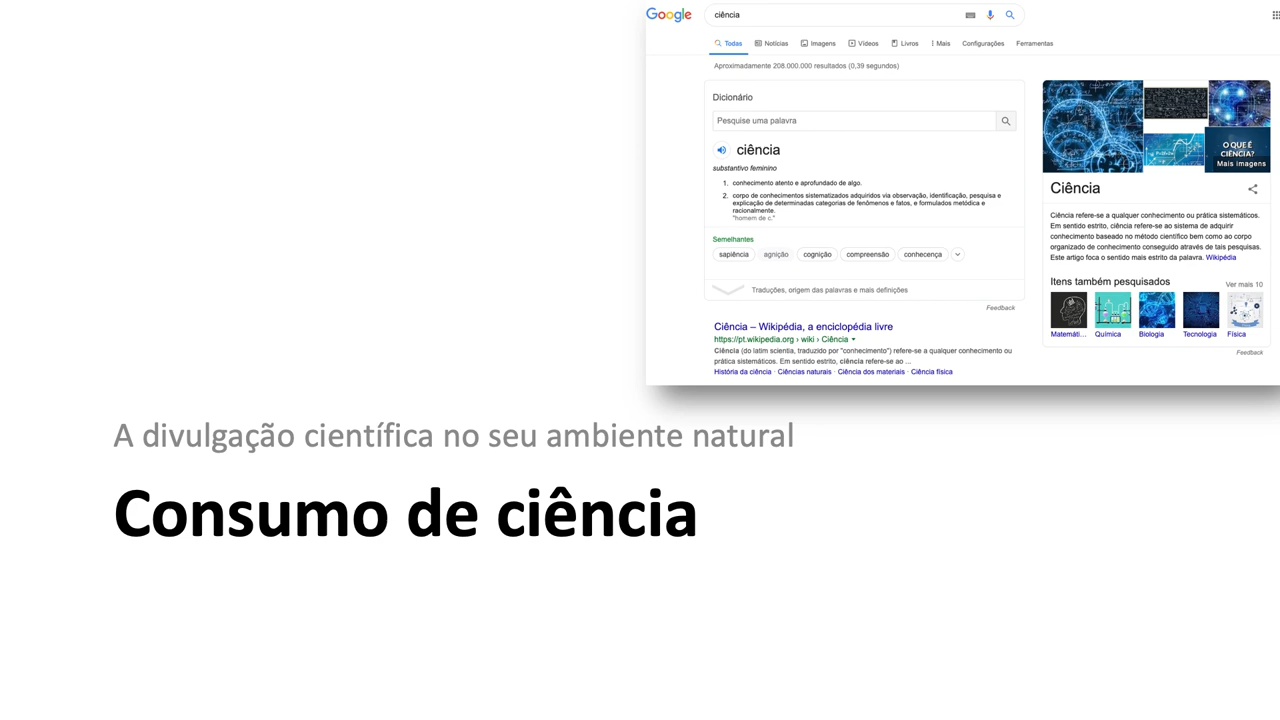 Google
ciência
Todas Notícias Imagens Vídeos Livros Mais Configurações Ferramentas
Aproximadamente 208.000.000 resultados (0,39 segundos)
Dicionário
Pesquise uma palavra
ciência
substantivo feminino
1. conhecimento atento e aprofundado de algo.
2. corpo de conhecimentos sistematizados adquiridos via observação, identificação, pesquisa e
explicação de determinadas categorias de fenômenos e fatos, e formulados metódica e
racionalmente.
"homem de c."
Semelhantes
sapiência agnição cognição compreensão conhecença
Traduções, origem das palavras e mais definições
Feedback
Ciência – Wikipédia, a enciclopédia livre
https://pt.wikipedia.org › wiki › Ciência
Ciência (do latim scientia, traduzido por "conhecimento") refere-se a qualquer conhecimento ou
prática sistemáticos. Em sentido estrito, ciência refere-se ao ...
História da ciência · Ciências naturais · Ciência dos materiais · Ciência física
O QUE É
CIÊNCIA?
Mais imagens
Ciência
Ciência refere-se a qualquer conhecimento ou prática sistemáticos.
Em sentido estrito, ciência refere-se ao sistema de adquirir
conhecimento baseado no método científico bem como ao corpo
organizado de conhecimento conseguido através de tais pesquisas.
Este artigo foca o sentido mais estrito da palavra. Wikipédia
Itens também pesquisados
Ver mais 10
Matemáti... Química Biologia Tecnologia Física
Feedback
A divulgação científica no seu ambiente natural
Consumo de ciência